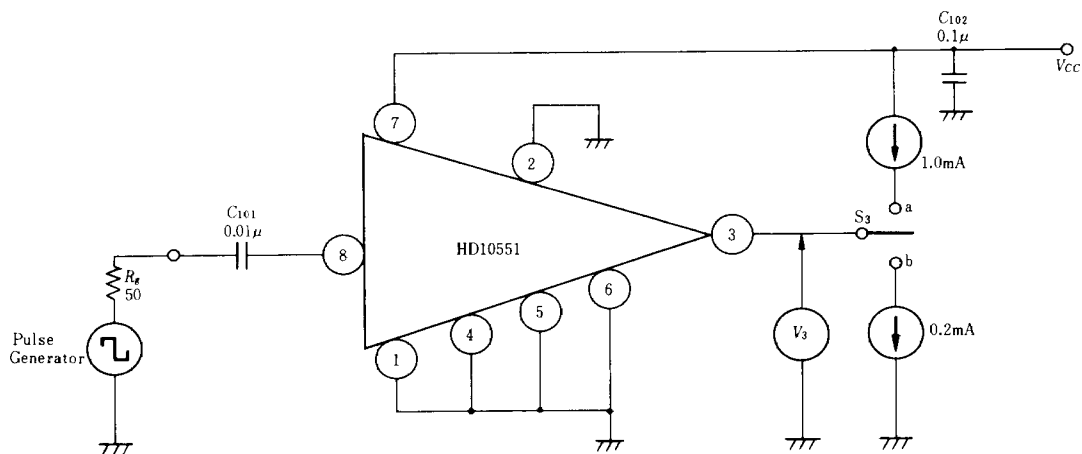 C102
0.1μ
VCC
7
2
1.0mA
a
S3
C101
0.01μ
8
HD10551
3
b
Rg
50
6
5
4
1
V3
0.2mA
Pulse
Generator